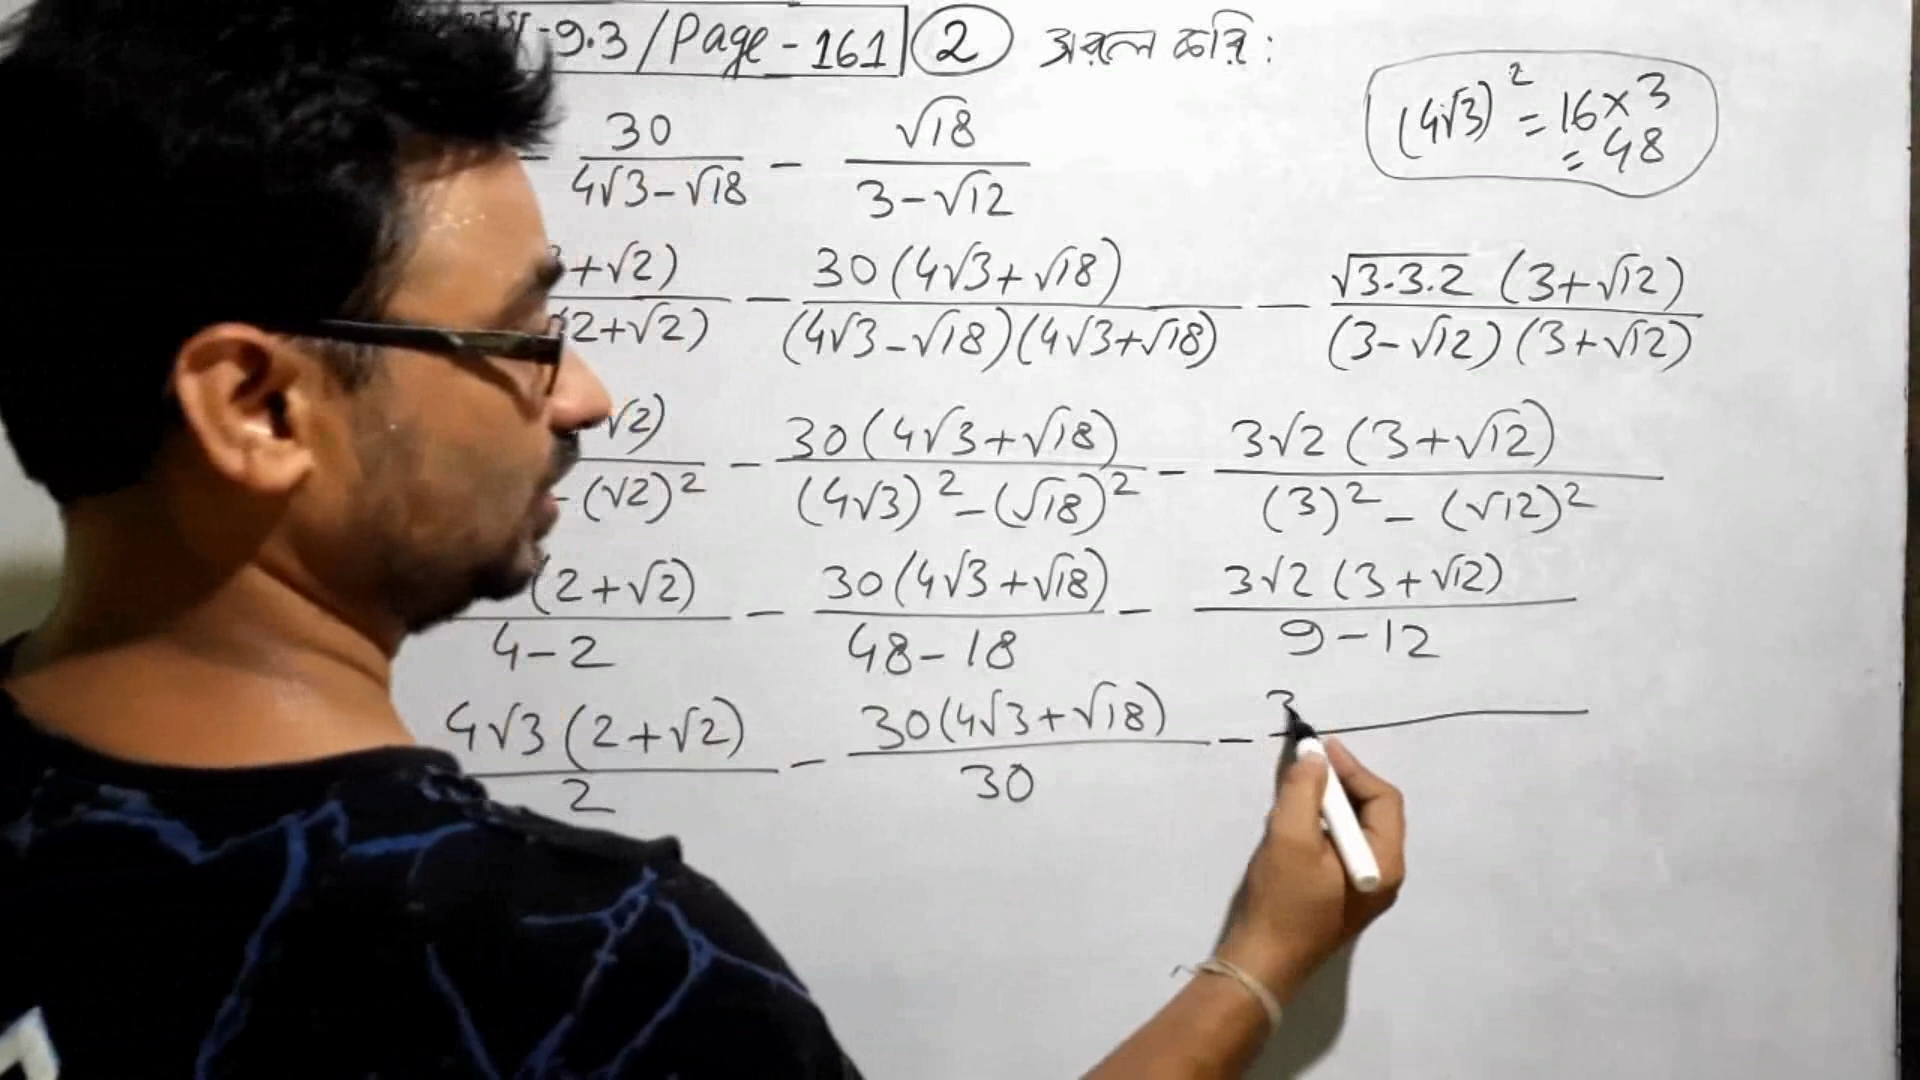 -9.3 / Page - 161 2 সরল করি :
(4√3)² = 16 × 3
= 48
- 30/(4√3 - √18) - √18/(3 - √12)
+√2)/(2+√2) - 30(4√3+√18)/(4√3-√18)(4√3+√18) - √3·3·2 (3+√12)/(3-√12)(3+√12)
√2)/-(√2)² - 30(4√3+√18)/(4√3)²-(√18)² - 3√2(3+√12)/(3)²-(√12)²
(2+√2)/4-2 - 30(4√3+√18)/48-18 - 3√2(3+√12)/9-12
4√3(2+√2)/2 - 30(4√3+√18)/30 - 3